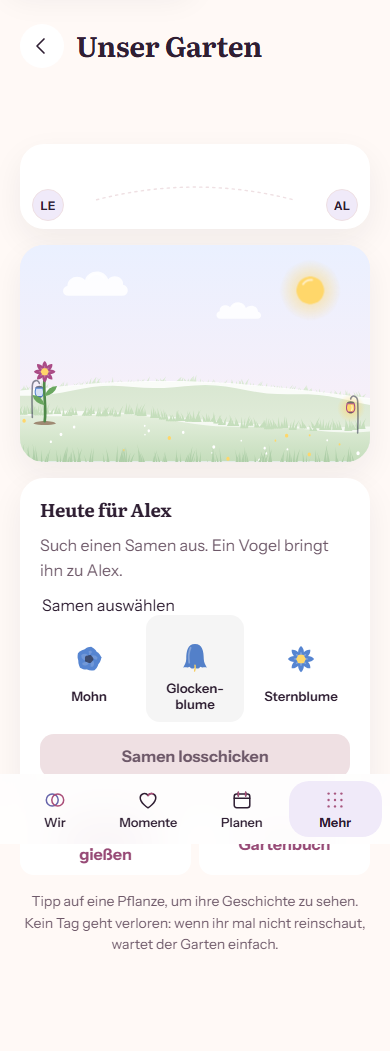 Unser Garten
LE
AL
Heute für Alex
Such einen Samen aus. Ein Vogel bringt
ihn zu Alex.
Samen auswählen
Mohn
Glocken-
blume
Sternblume
Samen losschicken
Wir
Momente
Planen
Mehr
gießen
Gartenbuch
Tipp auf eine Pflanze, um ihre Geschichte zu sehen.
Kein Tag geht verloren: wenn ihr mal nicht reinschaut,
wartet der Garten einfach.